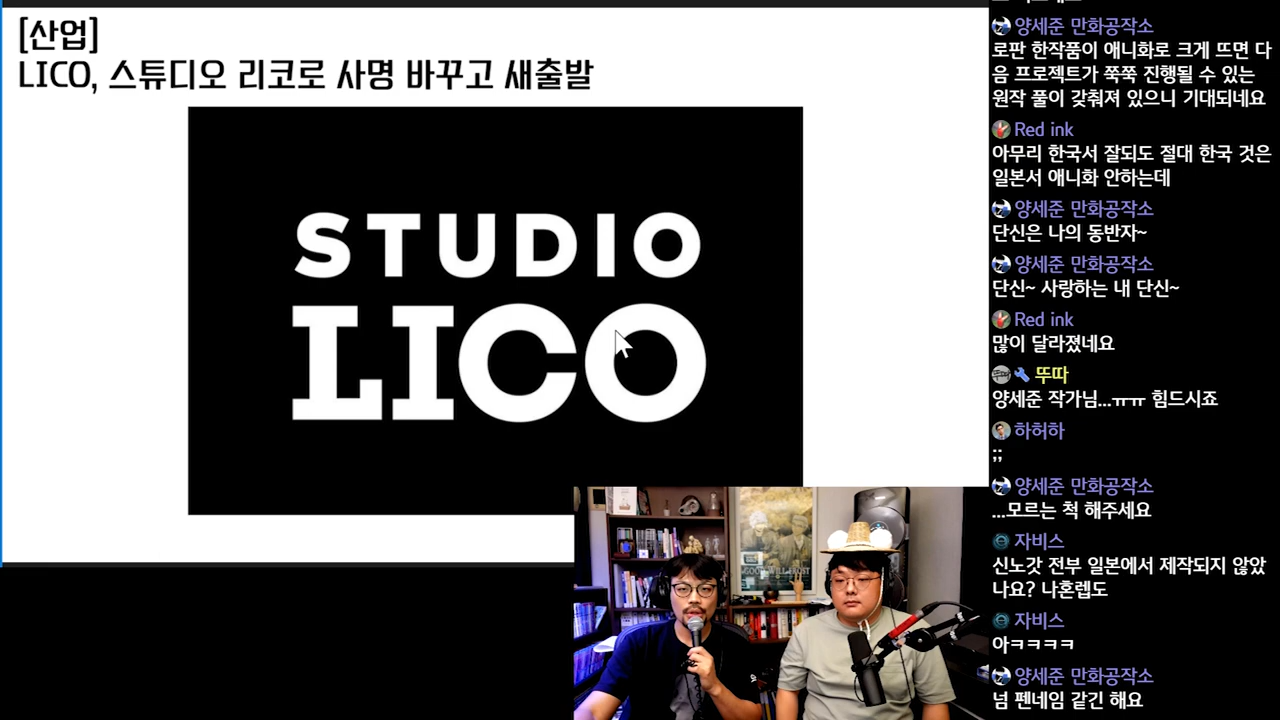 [산업]
LICO, 스튜디오 리코로 사명 바꾸고 새출발
STUDIO
LICO
양세준 만화공작소
로판 한작품이 애니화로 크게 뜨면 다
음 프로젝트가 쭉쭉 진행될 수 있는
원작 풀이 갖춰져 있으니 기대되네요
Red ink
아무리 한국서 잘되도 절대 한국 것은
일본서 애니화 안하는데
양세준 만화공작소
단신은 나의 동반자~
양세준 만화공작소
단신~ 사랑하는 내 단신~
Red ink
많이 달라졌네요
뚜따
양세준 작가님...ㅠㅠ 힘드시죠
하허하
;;
양세준 만화공작소
...모르는 척 해주세요
자비스
신노갓 전부 일본에서 제작되지 않았
나요? 나혼렙도
자비스
아ㅋㅋㅋㅋ
양세준 만화공작소
넘 펜네임 같긴 해요